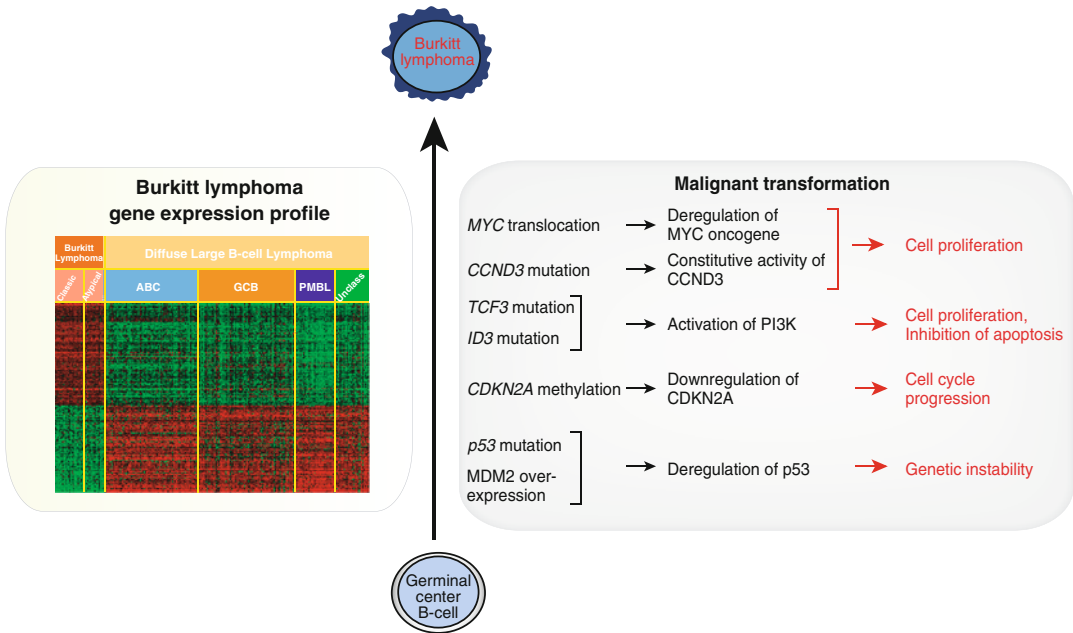 Burkitt
lymphoma
Burkitt lymphoma
gene expression profile
Burkitt
Lymphoma
Diffuse Large B-cell Lymphoma
Classic
Atypical
ABC
GCB
PMBL
Unclass
Malignant transformation
MYC translocation
Deregulation of
MYC oncogene
CCND3 mutation
Constitutive activity of
CCND3
Cell proliferation
TCF3 mutation
ID3 mutation
Activation of PI3K
Cell proliferation,
Inhibition of apoptosis
CDKN2A methylation
Downregulation of
CDKN2A
Cell cycle
progression
p53 mutation
MDM2 over-
expression
Deregulation of p53
Genetic instability
Germinal
center
B-cell